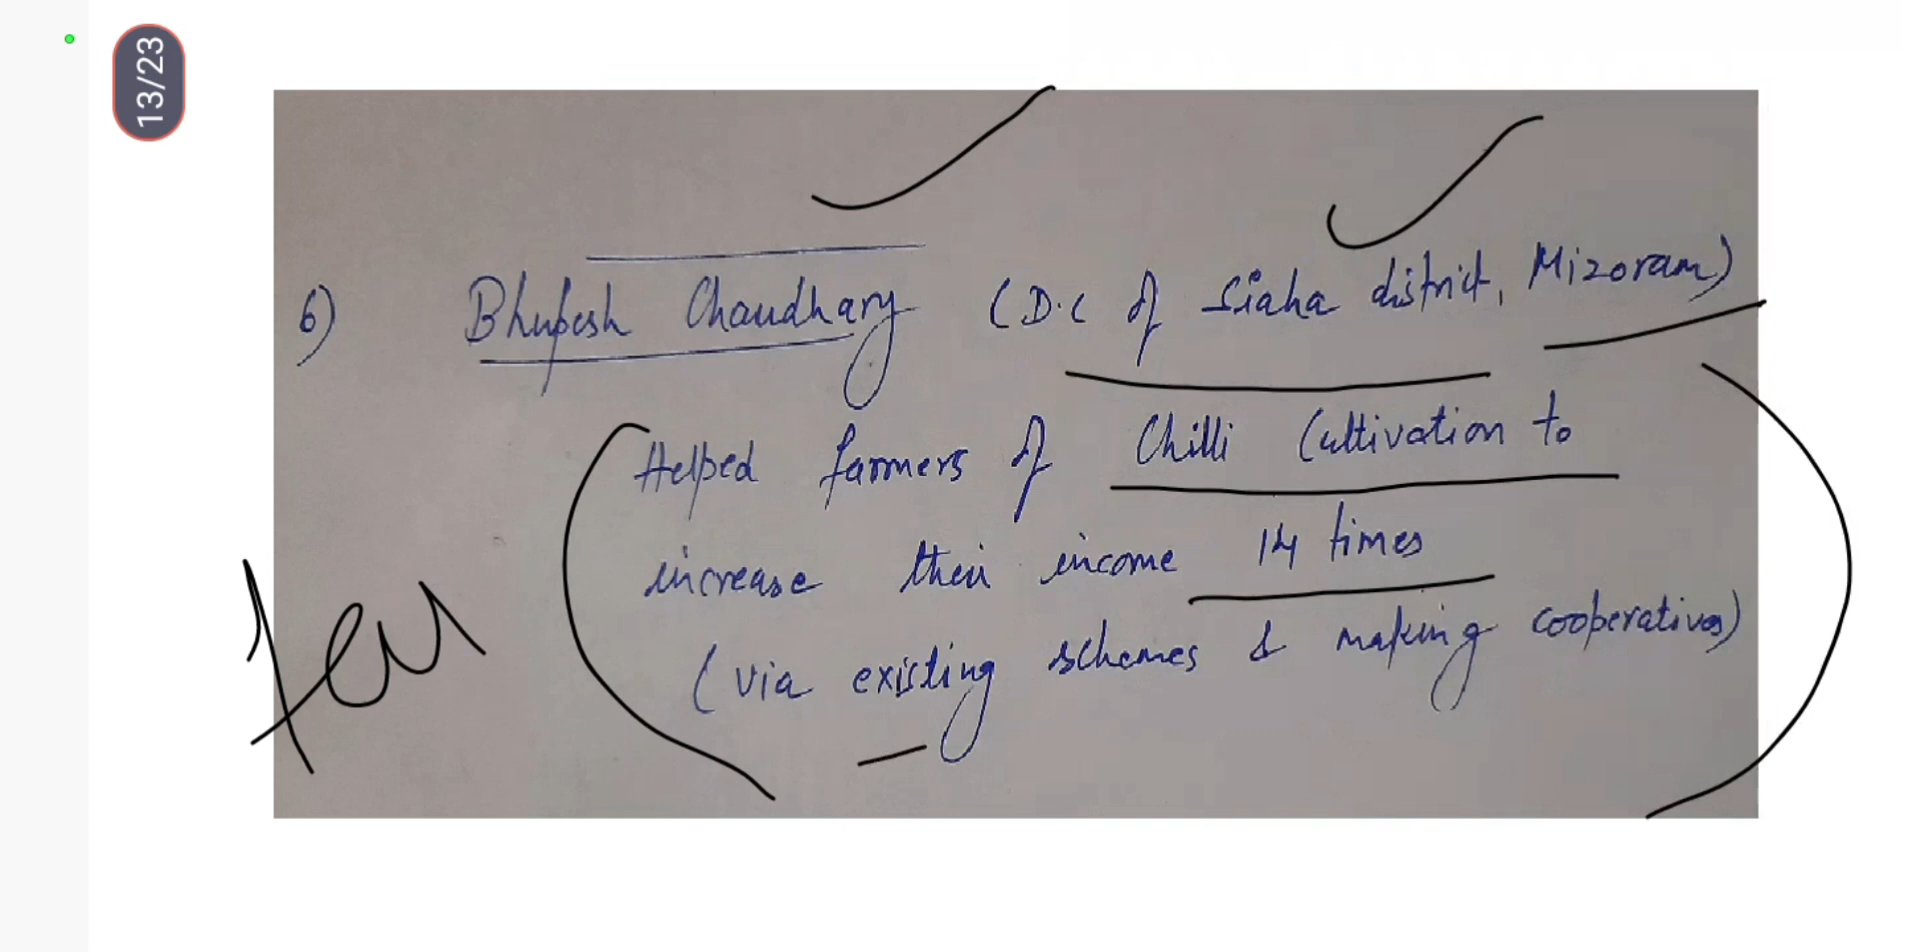 13/23
6) Bhupesh Chaudhary (D.C of Siaha district, Mizoram)
Helped farmers of Chilli Cultivation to
increase their income 14 times
(via existing schemes & making cooperatives)